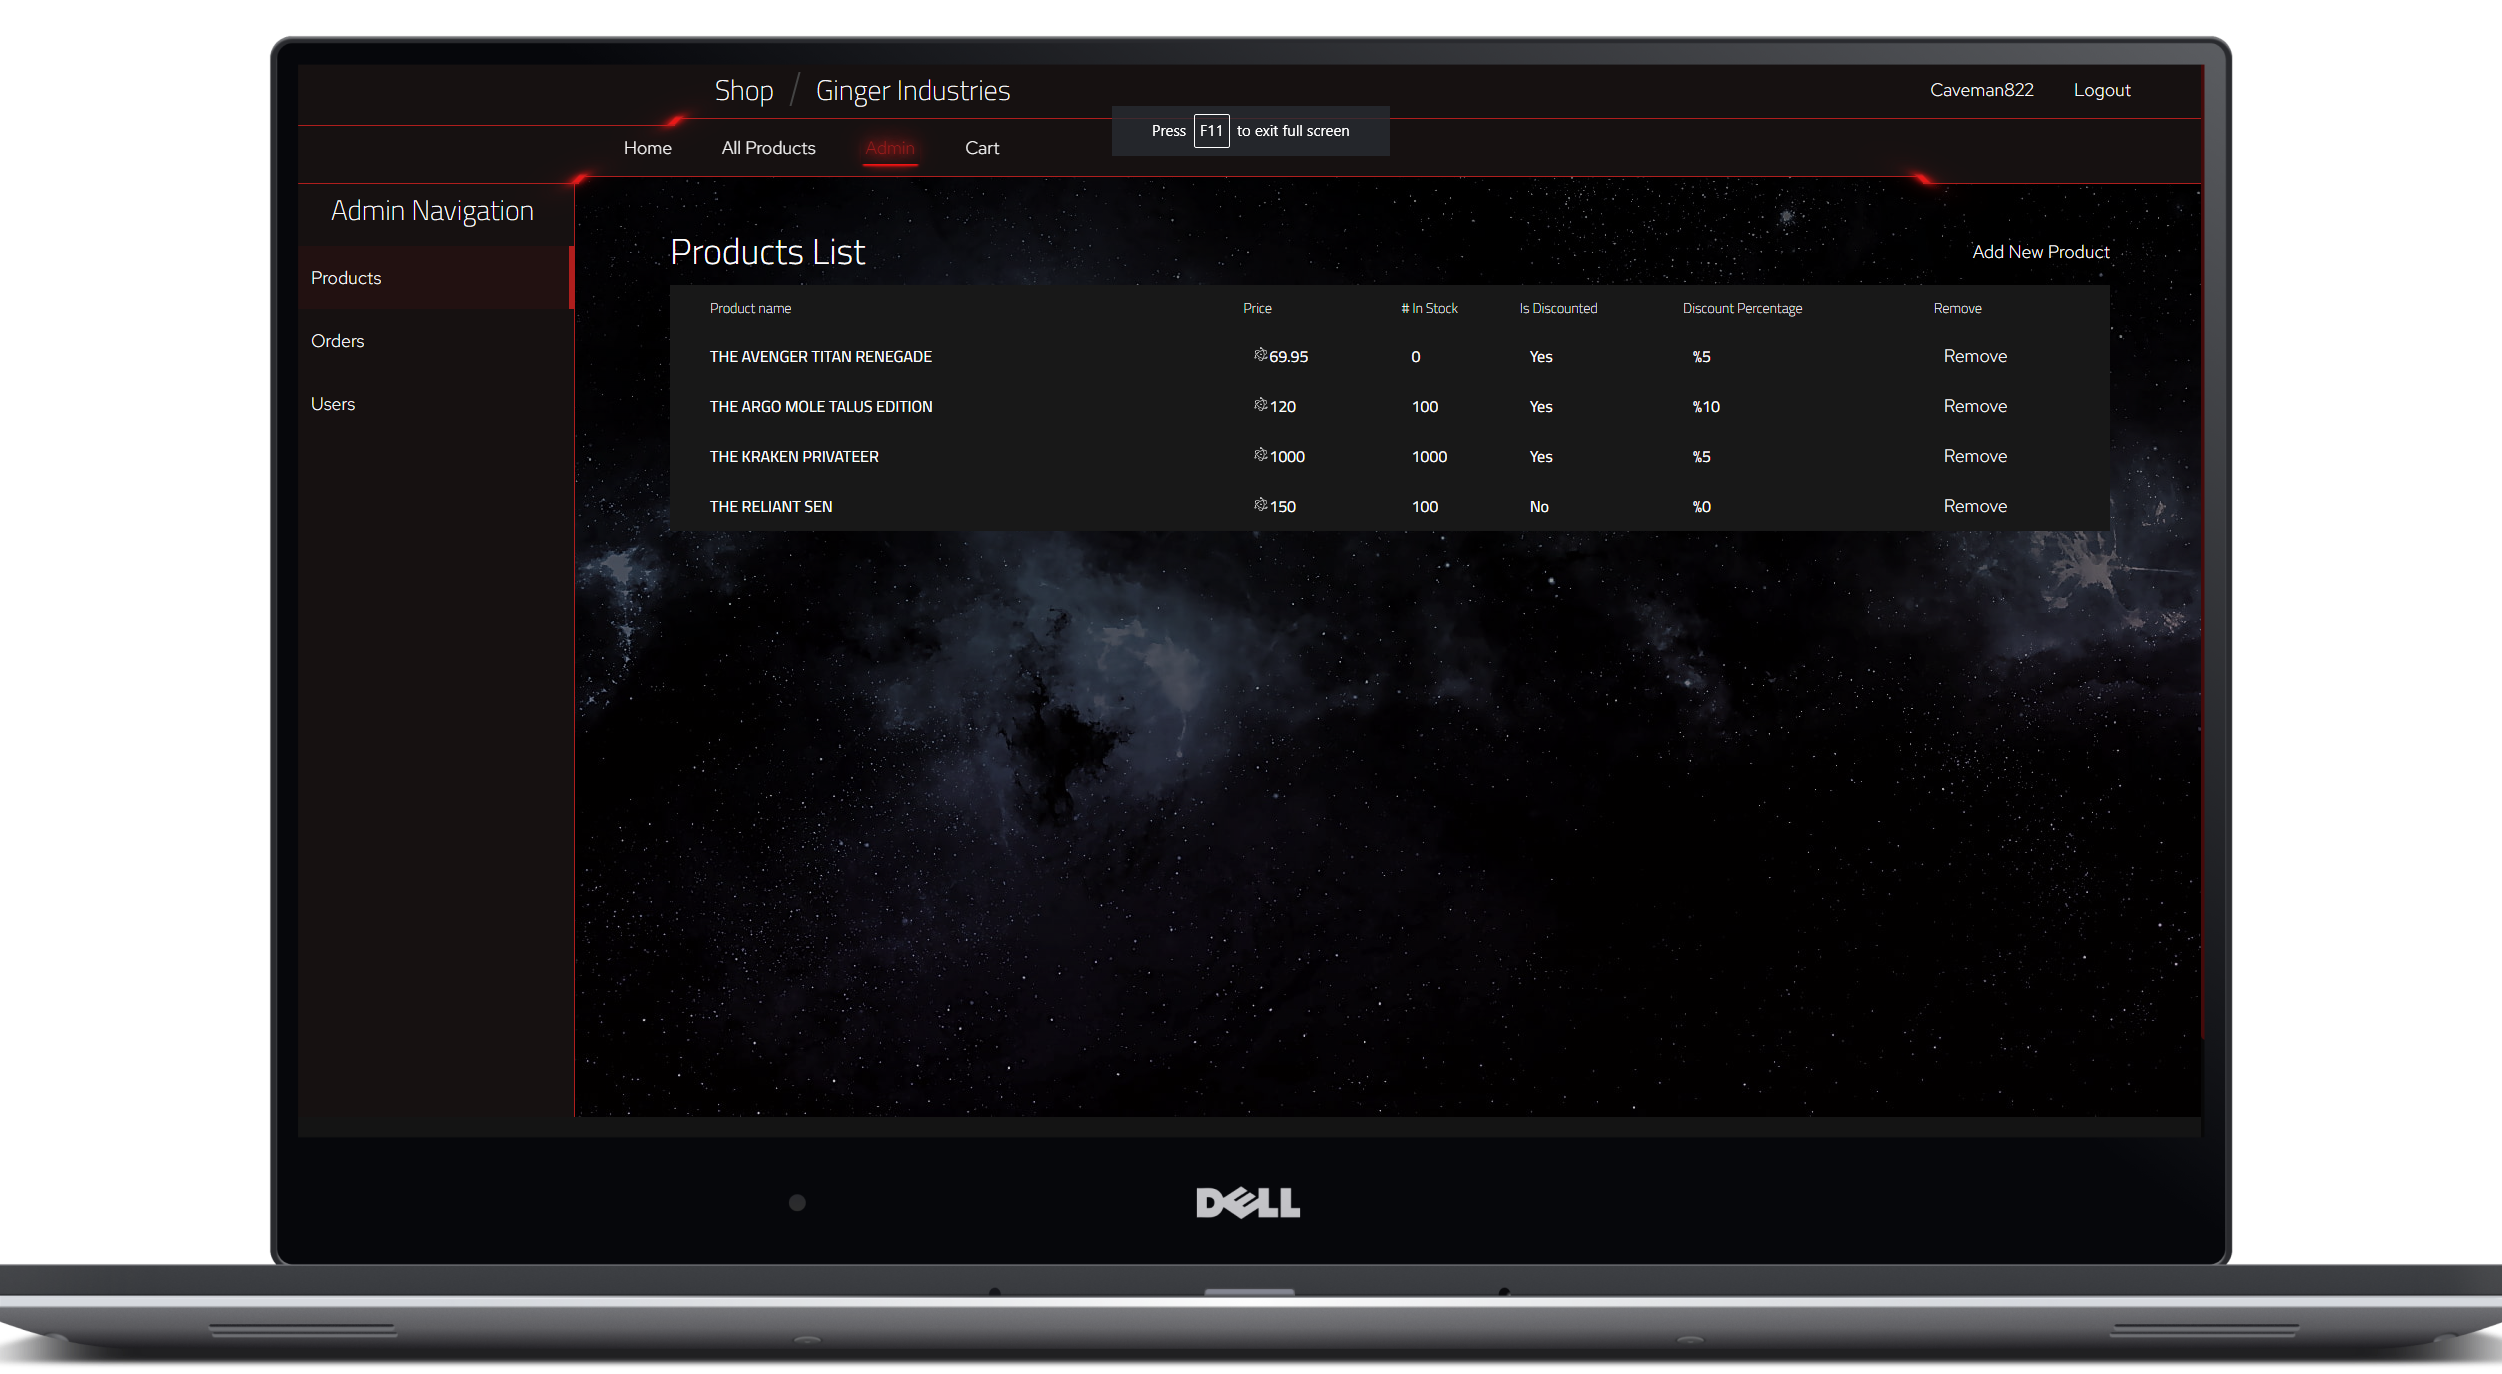 Shop / Ginger Industries
Caveman822
Logout
Press F11 to exit full screen
Home
All Products
Admin
Cart
Admin Navigation
Products
Orders
Users
Products List
Add New Product
Product name Price # In Stock Is Discounted Discount Percentage Remove
THE AVENGER TITAN RENEGADE 69.95 0 Yes %5 Remove
THE ARGO MOLE TALUS EDITION 120 100 Yes %10 Remove
THE KRAKEN PRIVATEER 1000 1000 Yes %5 Remove
THE RELIANT SEN 150 100 No %0 Remove
DELL